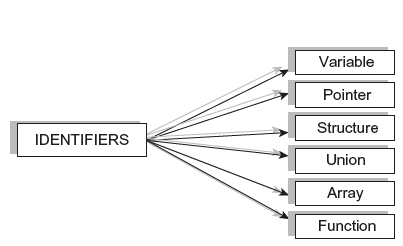 Variable
Pointer
Structure
IDENTIFIERS
Union
Array
Function